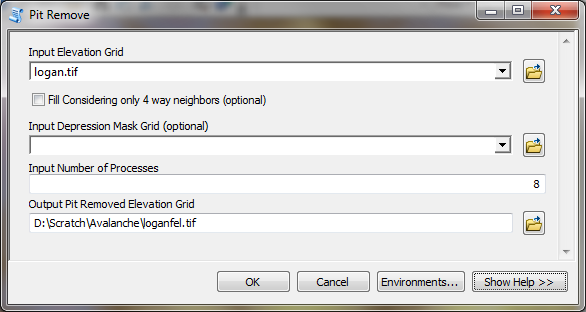 Pit Remove
Input Elevation Grid
logan.tif
Fill Considering only 4 way neighbors (optional)
Input Depression Mask Grid (optional)
Input Number of Processes
8
Output Pit Removed Elevation Grid
D:\Scratch\Avalanche\loganfel.tif
OK Cancel Environments... Show Help >>